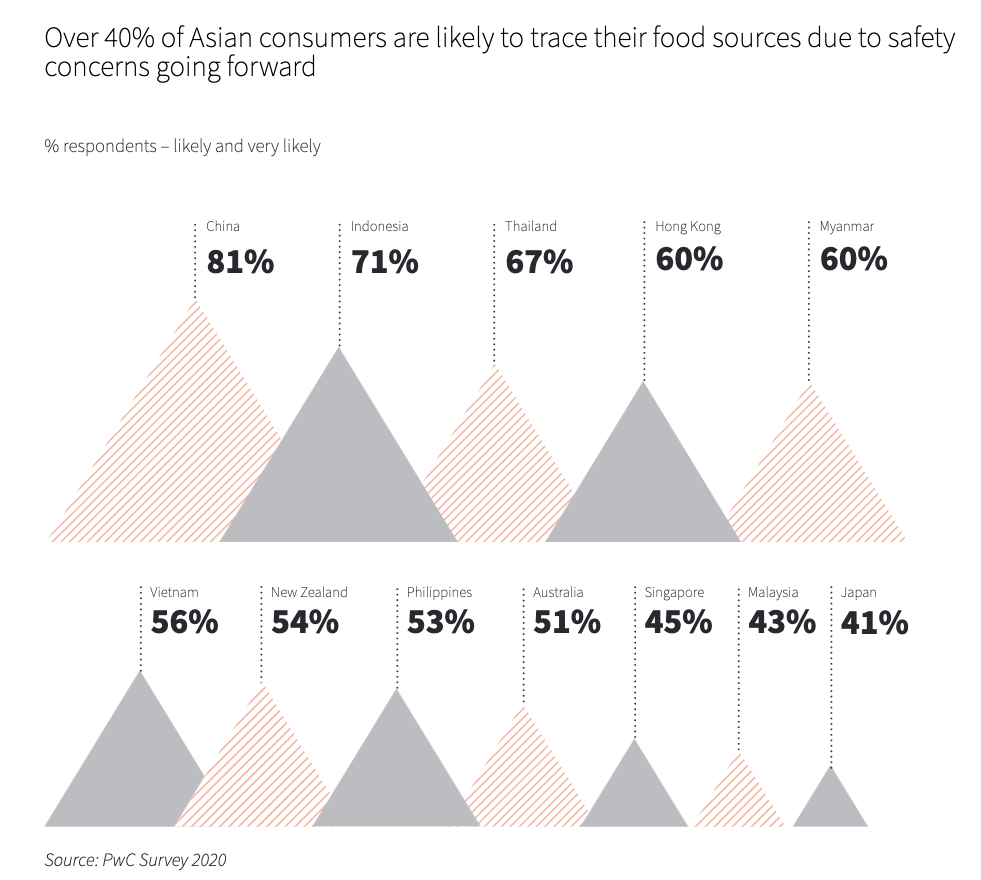 Over 40% of Asian consumers are likely to trace their food sources due to safety
concerns going forward
% respondents – likely and very likely
China
81%
Indonesia
71%
Thailand
67%
Hong Kong
60%
Myanmar
60%
Vietnam
56%
New Zealand
54%
Philippines
53%
Australia
51%
Singapore
45%
Malaysia
43%
Japan
41%
Source: PwC Survey 2020